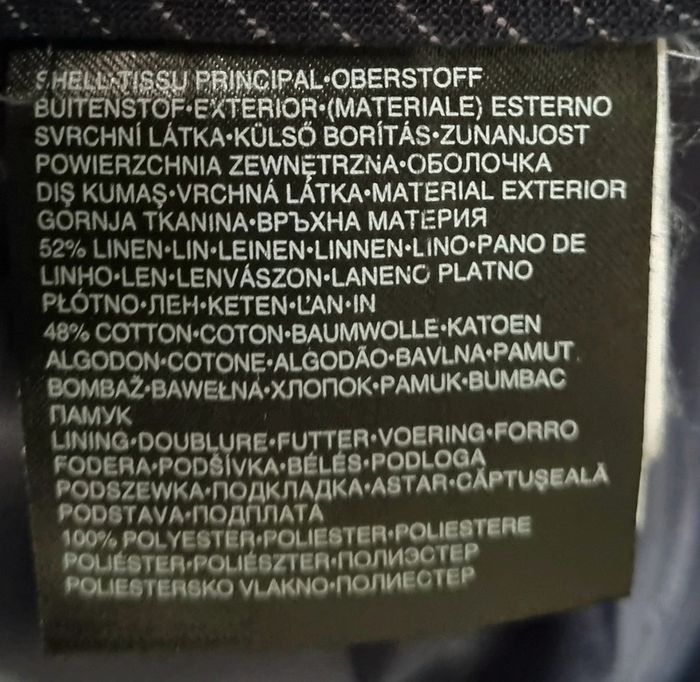 SHELL•TISSU PRINCIPAL•OBERSTOFF
BUITENSTOF•EXTERIOR•(MATERIALE) ESTERNO
SVRCHNÍ LÁTKA•KÜLSŐ BORÍTÁS•ZUNANJOST
POWIERZCHNIA ZEWNĘTRZNA•ОБОЛОЧКА
DIŞ KUMAŞ•VRCHNÁ LÁTKA•MATERIAL EXTERIOR
GORNJA TKANINA•ВРЪХНА МАТЕРИЯ
52% LINEN•LIN•LEINEN•LINNEN•LINO•PANO DE
LINHO•LEN•LENVÁSZON•LANENO PLATNO
PŁÓTNO•ЛЕН•KETEN•ĽAN•IN
48% COTTON•COTON•BAUMWOLLE•KATOEN
ALGODON•COTONE•ALGODÃO•BAVLNA•PAMUT
BOMBAŽ•BAWEŁNA•ХЛОПОК•PAMUK•BUMBAC
ПАМУК
LINING•DOUBLURE•FUTTER•VOERING•FORRO
FODERA•PODŠÍVKA•BÉLÉS•PODLOGA
PODSZEWKA•ПОДКЛАДКА•ASTAR•CĂPTUŞEALĂ
PODSTAVA•ПОДПЛАТА
100% POLYESTER•POLIESTER•POLIESTERE
POLIÉSTER•POLIÉSZTER•ПОЛИЭСТЕР
POLIESTERSKO VLAKNO•ПОЛИЕСТЕР